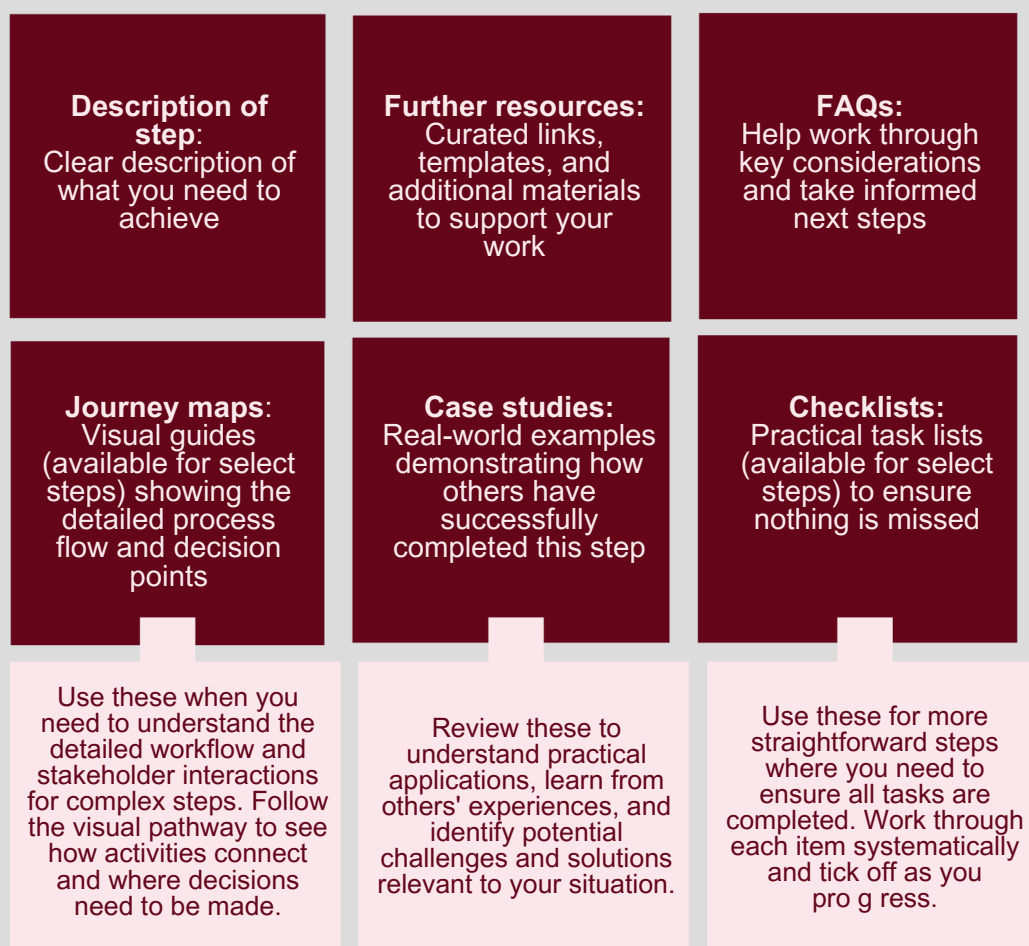 Description of
step:
Clear description of
what you need to
achieve
Further resources:
Curated links,
templates, and
additional materials
to support your
work
FAQs:
Help work through
key considerations
and take informed
next steps
Journey maps:
Visual guides
(available for select
steps) showing the
detailed process
flow and decision
points
Case studies:
Real-world examples
demonstrating how
others have
successfully
completed this step
Checklists:
Practical task lists
(available for select
steps) to ensure
nothing is missed
Use these when you
need to understand the
detailed workflow and
stakeholder interactions
for complex steps. Follow
the visual pathway to see
how activities connect
and where decisions
need to be made.
Review these to
understand practical
applications, learn from
others' experiences, and
identify potential
challenges and solutions
relevant to your situation.
Use these for more
straightforward steps
where you need to
ensure all tasks are
completed. Work through
each item systematically
and tick off as you
pro g ress.